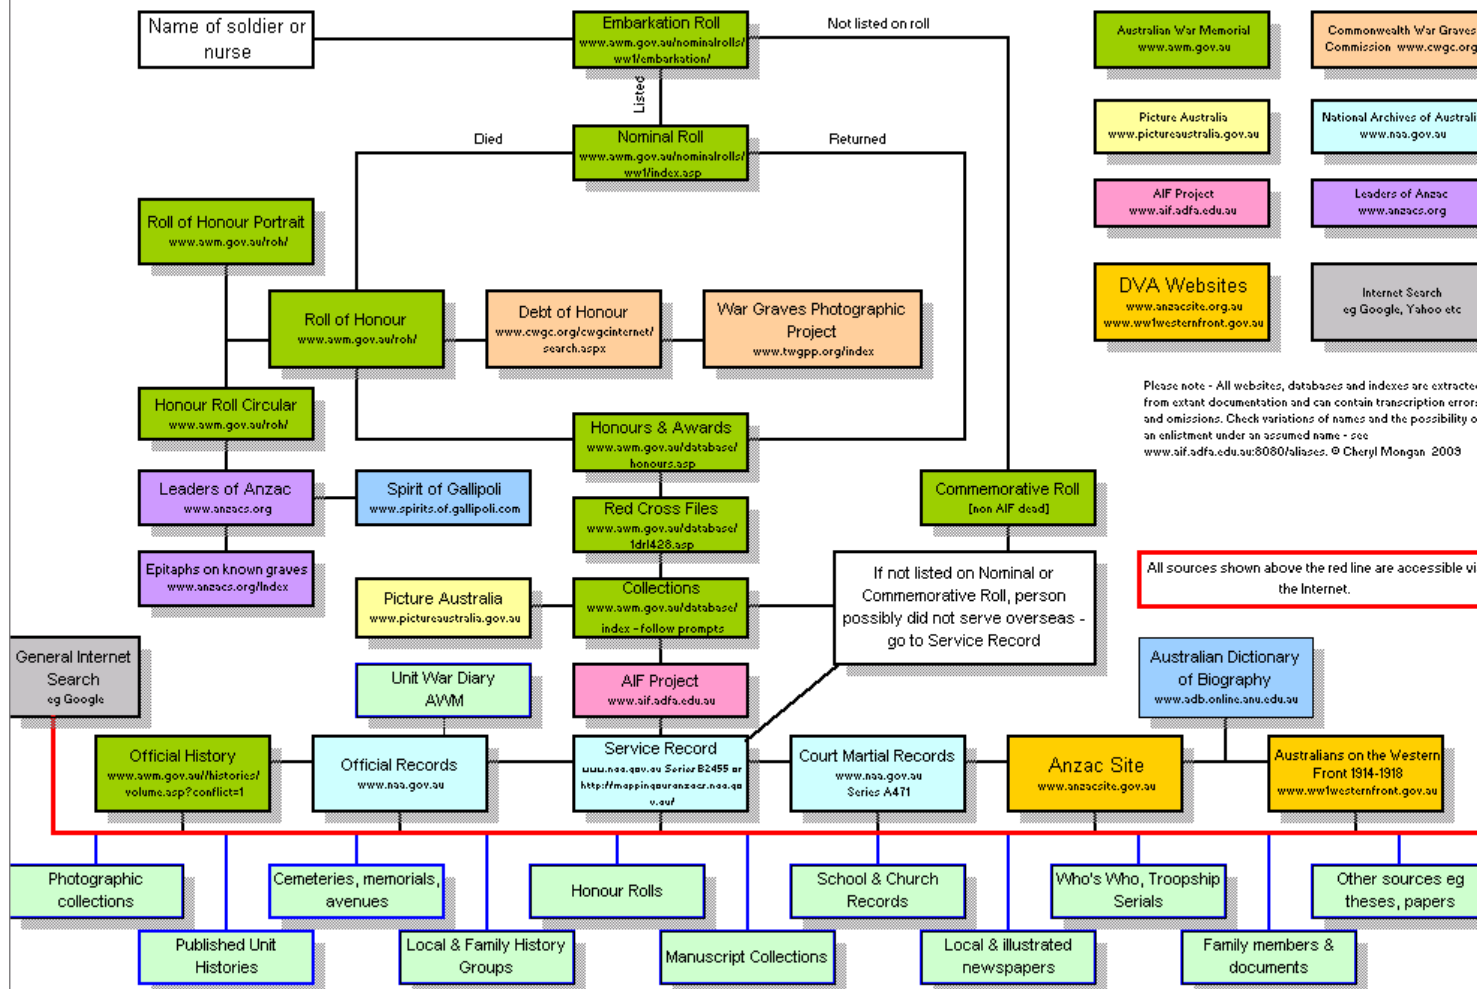 Name of soldier or
nurse
Embarkation Roll
www.awm.gov.au/nominalrolls/
ww1/embarkation/
Not listed on roll
Listed
Nominal Roll
www.awm.gov.au/nominalrolls/
ww1/index.asp
Died
Returned
Australian War Memorial
www.awm.gov.au
Commonwealth War Graves
Commission www.cwgc.org
Picture Australia
www.pictureaustralia.gov.au
National Archives of Australi
www.naa.gov.au
AIF Project
www.aif.adfa.edu.au
Leaders of Anzac
www.anzacs.org
DVA Websites
www.anzacsite.org.au
www.ww1westernfront.gov.au
Internet Search
eg Google, Yahoo etc
Roll of Honour Portrait
www.awm.gov.au/roh/
Roll of Honour
www.awm.gov.au/roh/
Debt of Honour
www.cwgc.org/cwgcinternet/
search.aspx
War Graves Photographic
Project
www.twgpp.org/index
Honour Roll Circular
www.awm.gov.au/roh/
Honours & Awards
www.awm.gov.au/database/
honours.asp
Please note - All websites, databases and indexes are extracte
from extant documentation and can contain transcription errors
and omissions. Check variations of names and the possibility o
an enlistment under an assumed name - see
www.aif.adfa.edu.au:8080/aliases. © Cheryl Mongan 2009
Leaders of Anzac
www.anzacs.org
Spirit of Gallipoli
www.spirits.of.gallipoli.com
Red Cross Files
www.awm.gov.au/database/
1drl428.asp
Commemorative Roll
[non AIF dead]
Epitaphs on known graves
www.anzacs.org/Index
Picture Australia
www.pictureaustralia.gov.au
Collections
www.awm.gov.au/database/
index - follow prompts
If not listed on Nominal or
Commemorative Roll, person
possibly did not serve overseas -
go to Service Record
All sources shown above the red line are accessible vi
the Internet.
General Internet
Search
eg Google
Unit War Diary
AWM
AIF Project
www.aif.adfa.edu.au
Australian Dictionary
of Biography
www.adb.online.anu.edu.au
Official History
www.awm.gov.au//histories/
volume.asp?conflict=1
Official Records
www.naa.gov.au
Service Record
www.naa.gov.au Series B2455 or
http://mappingouranzacs.naa.go
v.au/
Court Martial Records
www.naa.gov.au
Series A471
Anzac Site
www.anzacsite.gov.au
Australians on the Western
Front 1914-1918
www.ww1westernfront.gov.au
Photographic
collections
Cemeteries, memorials,
avenues
Honour Rolls
School & Church
Records
Who's Who, Troopship
Serials
Other sources eg
theses, papers
Published Unit
Histories
Local & Family History
Groups
Manuscript Collections
Local & illustrated
newspapers
Family members &
documents